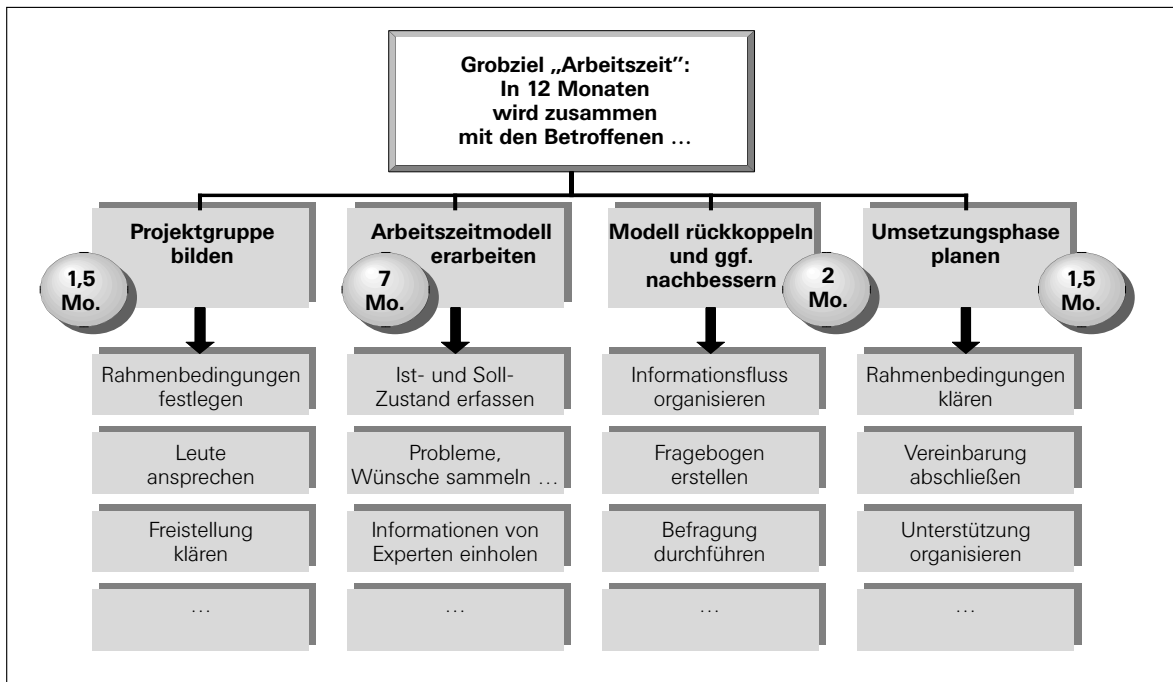 Grobziel „Arbeitszeit”:
In 12 Monaten
wird zusammen
mit den Betroffenen …
Projektgruppe
bilden
1,5
Mo.
Rahmenbedingungen
festlegen
Leute
ansprechen
Freistellung
klären
…
Arbeitszeitmodell
erarbeiten
7
Mo.
Ist- und Soll-
Zustand erfassen
Probleme,
Wünsche sammeln …
Informationen von
Experten einholen
…
Modell rückkoppeln
und ggf.
nachbessern
2
Mo.
Informationsfluss
organisieren
Fragebogen
erstellen
Befragung
durchführen
…
Umsetzungsphase
planen
1,5
Mo.
Rahmenbedingungen
klären
Vereinbarung
abschließen
Unterstützung
organisieren
…